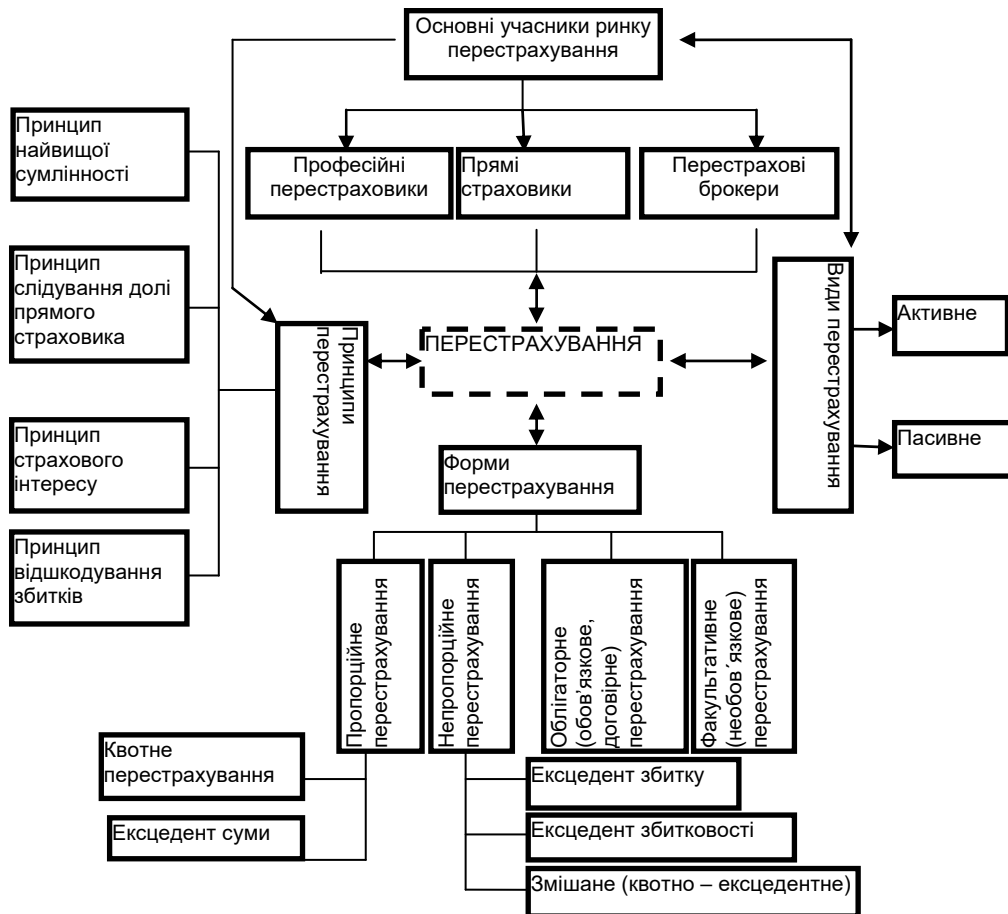 Основні учасники ринку
перестрахування
Принцип
найвищої
сумлінності
Професійні
перестраховики
Прямі
страховики
Перестрахові
брокери
Принцип
слідування долі
прямого
страховика
Принципи
перестрахування
ПЕРЕСТРАХУВАННЯ
Види перестрахування
Активне
Пасивне
Принцип
страхового
інтересу
Форми
перестрахування
Принцип
відшкодування
збитків
Пропорційне
перестрахування
Непропорційне
перестрахування
Облігаторне
(обов’язкове,
договірне)
перестрахування
Факультативне
(необов´язкове)
перестрахування
Квотне
перестрахування
Ексцедент суми
Ексцедент збитку
Ексцедент збитковості
Змішане (квотно – ексцедентне)